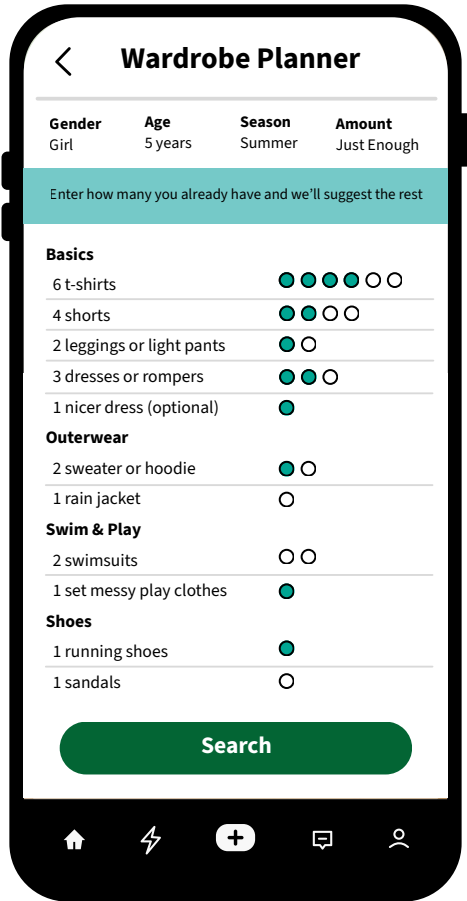 Wardrobe Planner
Gender Age Season Amount
Girl 5 years Summer Just Enough
Enter how many you already have and we'll suggest the rest
Basics
6 t-shirts
4 shorts
2 leggings or light pants
3 dresses or rompers
1 nicer dress (optional)
Outerwear
2 sweater or hoodie
1 rain jacket
Swim & Play
2 swimsuits
1 set messy play clothes
Shoes
1 running shoes
1 sandals
Search